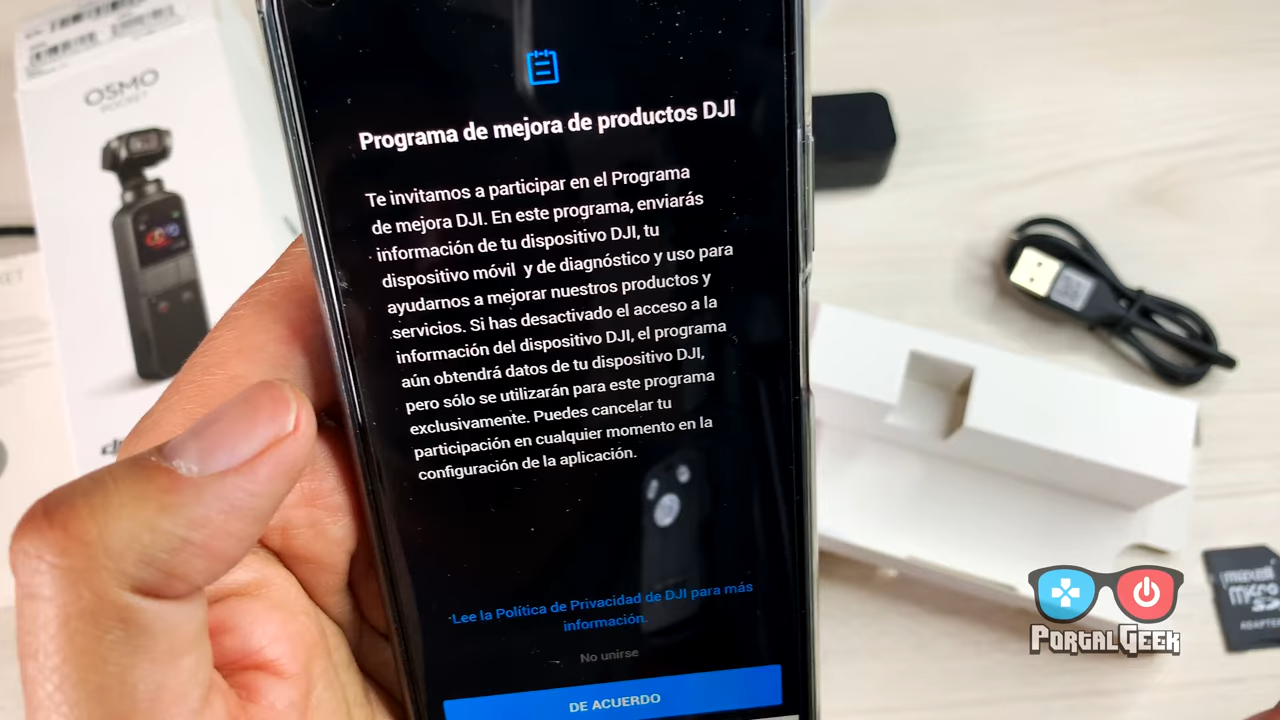 OSMO
POCKET
Programa de mejora de productos DJI
Te invitamos a participar en el Programa
de mejora DJI. En este programa, enviarás
información de tu dispositivo DJI, tu
dispositivo móvil y de diagnóstico y uso para
ayudarnos a mejorar nuestros productos y
servicios. Si has desactivado el acceso a la
información del dispositivo DJI, el programa
aún obtendrá datos de tu dispositivo DJI,
pero sólo se utilizarán para este programa
exclusivamente. Puedes cancelar tu
participación en cualquier momento en la
configuración de la aplicación.
Lee la Política de Privacidad de DJI para más
información.
No unirse
DE ACUERDO
maxell
micro
SD
ADAPTER
PORTALGEEK